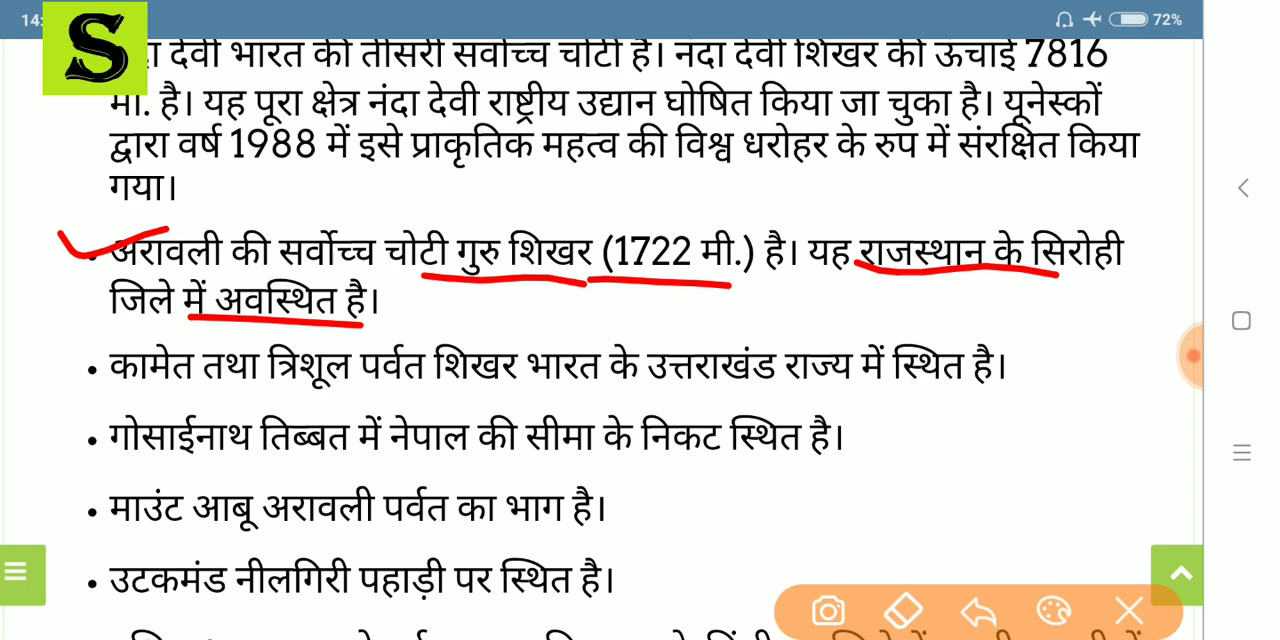 14:
72%
S
दा देवी भारत की तीसरी सर्वोच्च चोटी है। नंदा देवी शिखर की ऊंचाई 7816
मी. है। यह पूरा क्षेत्र नंदा देवी राष्ट्रीय उद्यान घोषित किया जा चुका है। यूनेस्कों
द्वारा वर्ष 1988 में इसे प्राकृतिक महत्व की विश्व धरोहर के रुप में संरक्षित किया
गया।
• अरावली की सर्वोच्च चोटी गुरु शिखर (1722 मी.) है। यह राजस्थान के सिरोही
जिले में अवस्थित है।
• कामेत तथा त्रिशूल पर्वत शिखर भारत के उत्तराखंड राज्य में स्थित है।
• गोसाईनाथ तिब्बत में नेपाल की सीमा के निकट स्थित है।
• माउंट आबू अरावली पर्वत का भाग है।
• उटकमंड नीलगिरी पहाड़ी पर स्थित है।